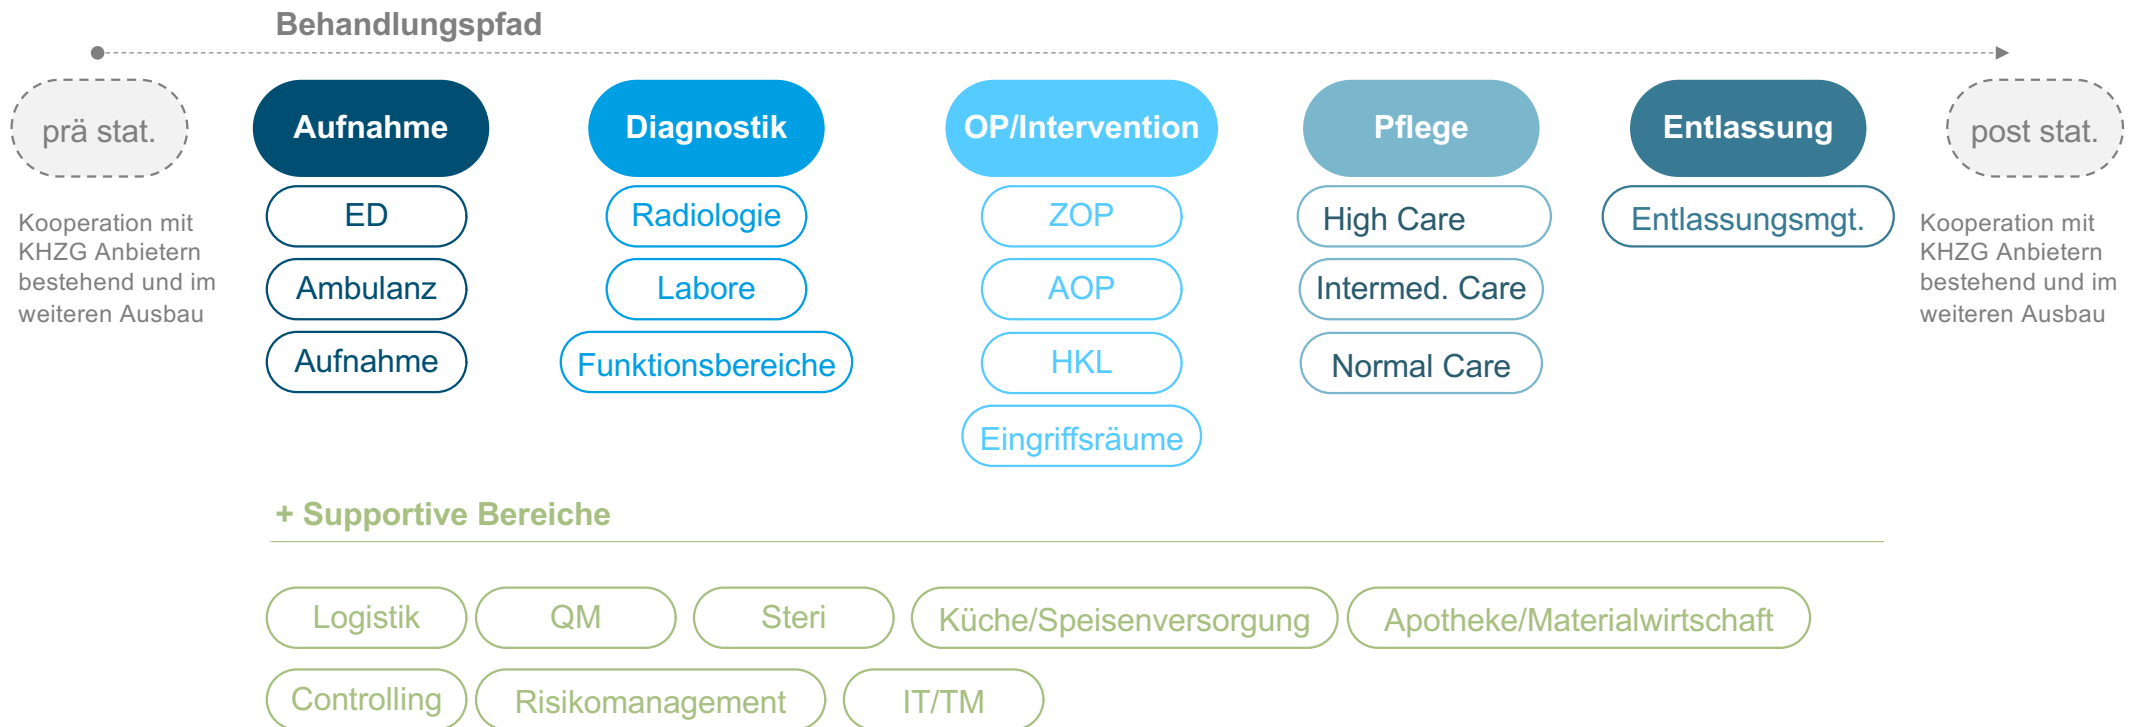 Behandlungspfad
prä stat.
Aufnahme
Diagnostik
OP/Intervention
Pflege
Entlassung
post stat.
Kooperation mit
KHZG Anbietern
bestehend und im
weiteren Ausbau
ED
Ambulanz
Aufnahme
Radiologie
Labore
Funktionsbereiche
ZOP
AOP
HKL
Eingriffsräume
High Care
Intermed. Care
Normal Care
Entlassungsmgt.
Kooperation mit
KHZG Anbietern
bestehend und im
weiteren Ausbau
+ Supportive Bereiche
Logistik
QM
Steri
Küche/Speisenversorgung
Apotheke/Materialwirtschaft
Controlling
Risikomanagement
IT/TM